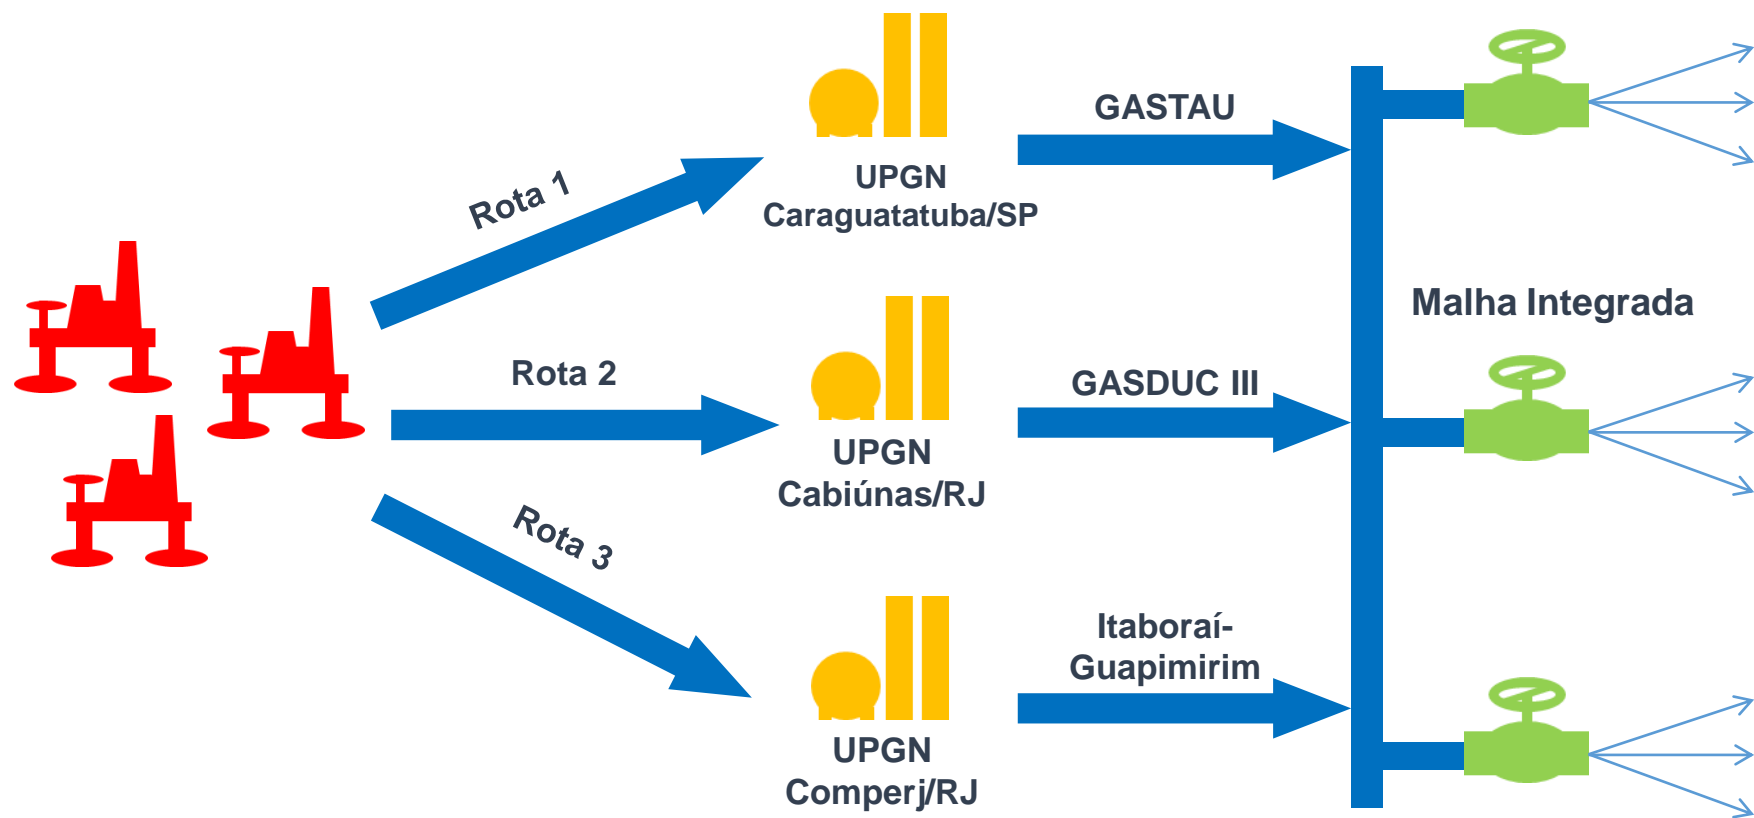 Rota 1
UPGN
Caraguatatuba/SP
GASTAU
Malha Integrada
Rota 2
UPGN
Cabiúnas/RJ
GASDUC III
Rota 3
UPGN
Comperj/RJ
Itaboraí-
Guapimirim